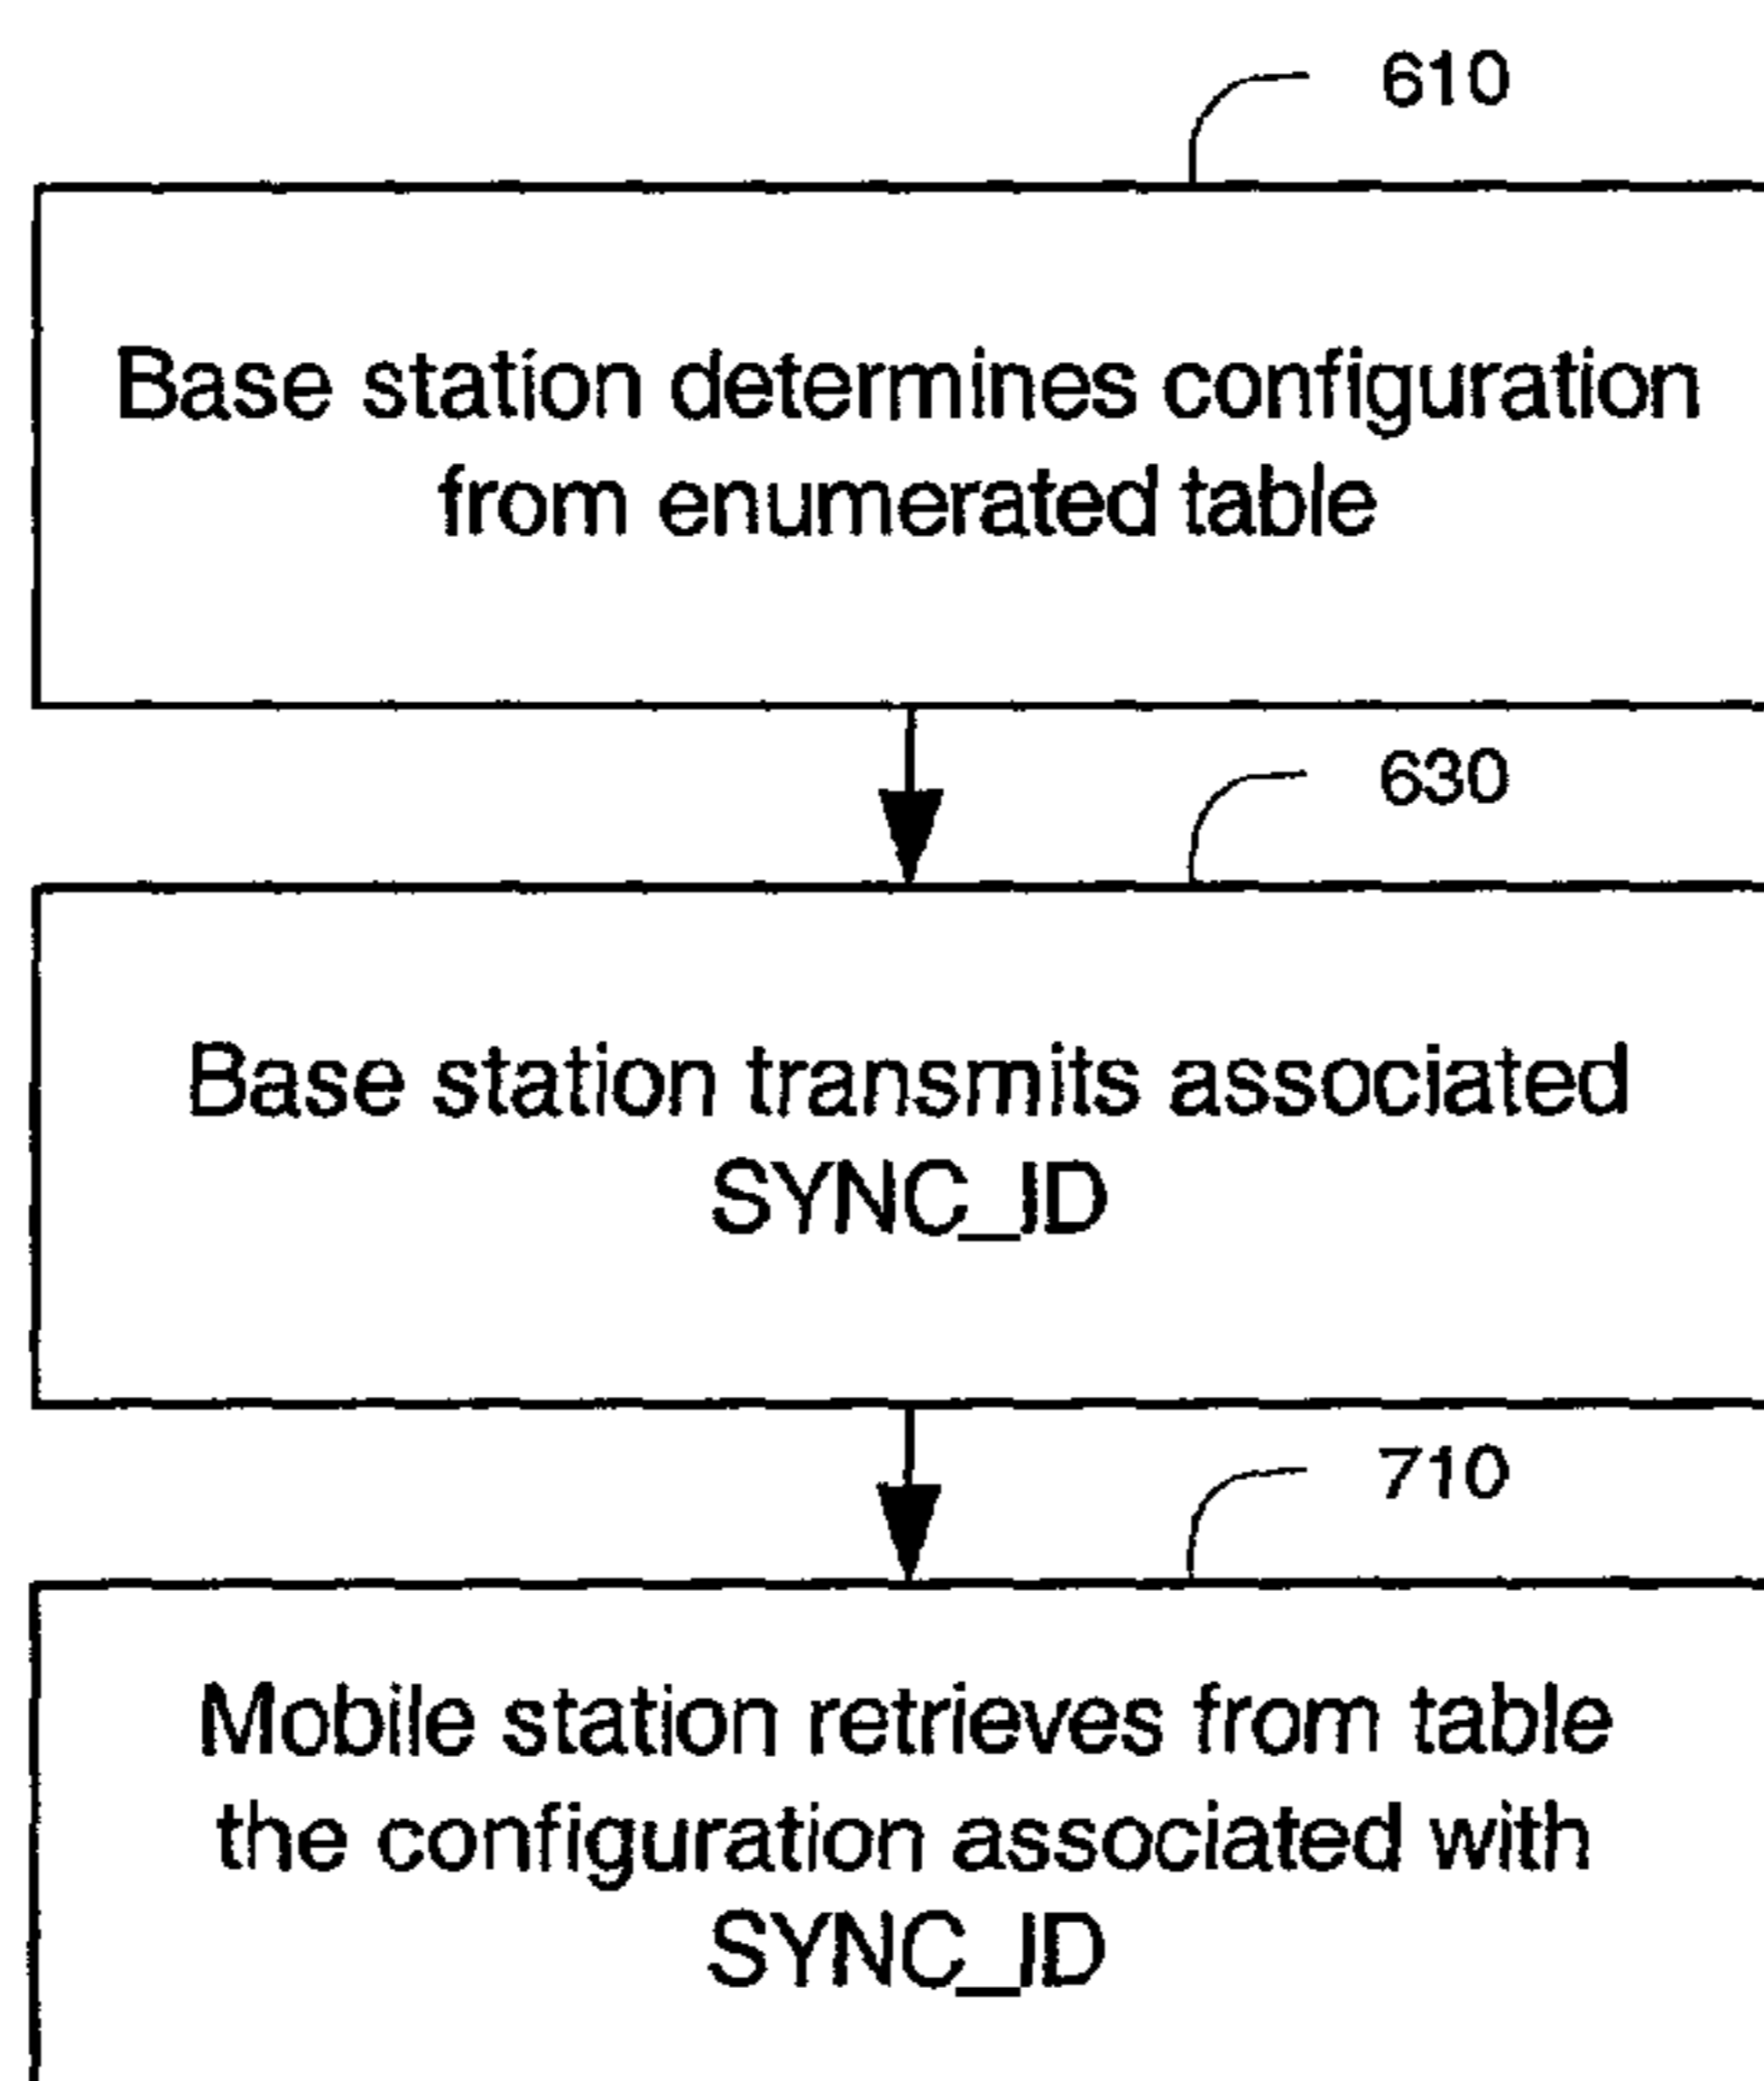 610
Base station determines configuration
from enumerated table
630
Base station transmits associated
SYNC_ID
710
Mobile station retrieves from table
the configuration associated with
SYNC_ID